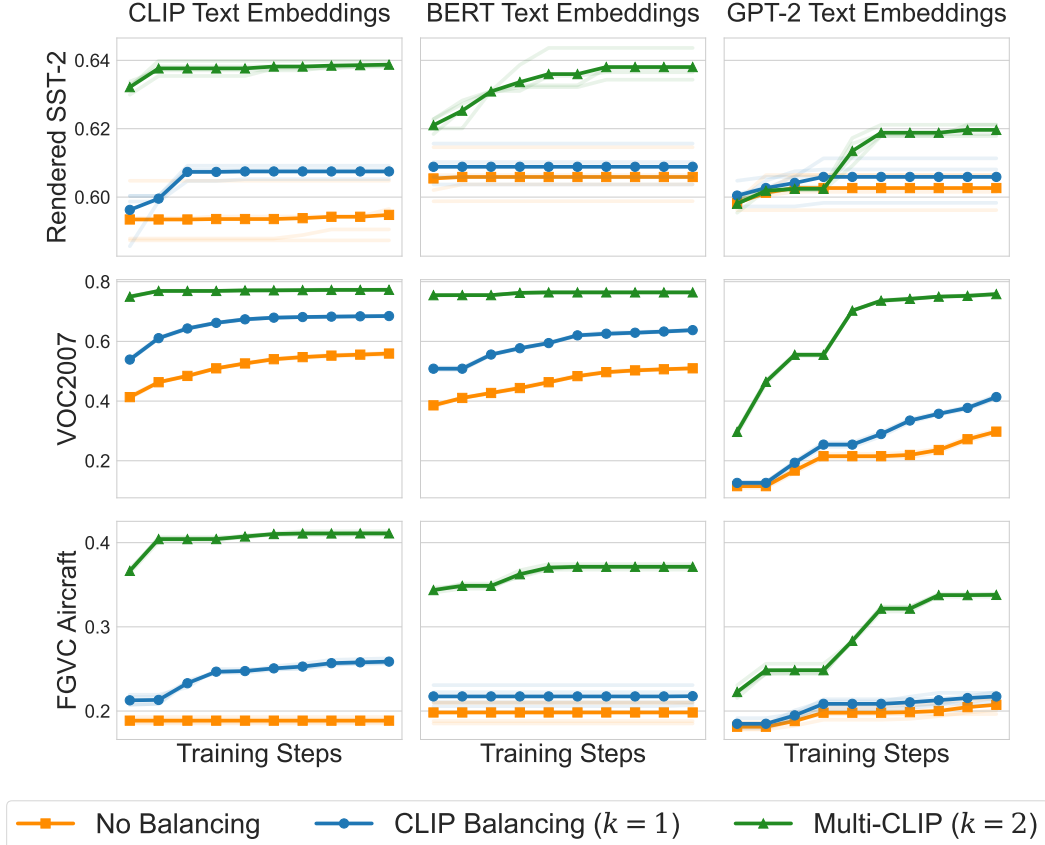 CLIP Text Embeddings BERT Text Embeddings GPT-2 Text Embeddings
Rendered SST-2
0.64
0.62
0.60
VOC2007
0.8
0.6
0.4
0.2
FGVC Aircraft
0.4
0.3
0.2
Training Steps Training Steps Training Steps
No Balancing CLIP Balancing (k = 1) Multi-CLIP (k = 2)